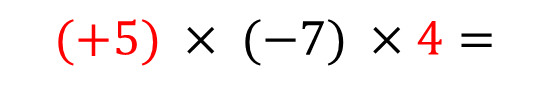 (+5) × (−7) × 4 =